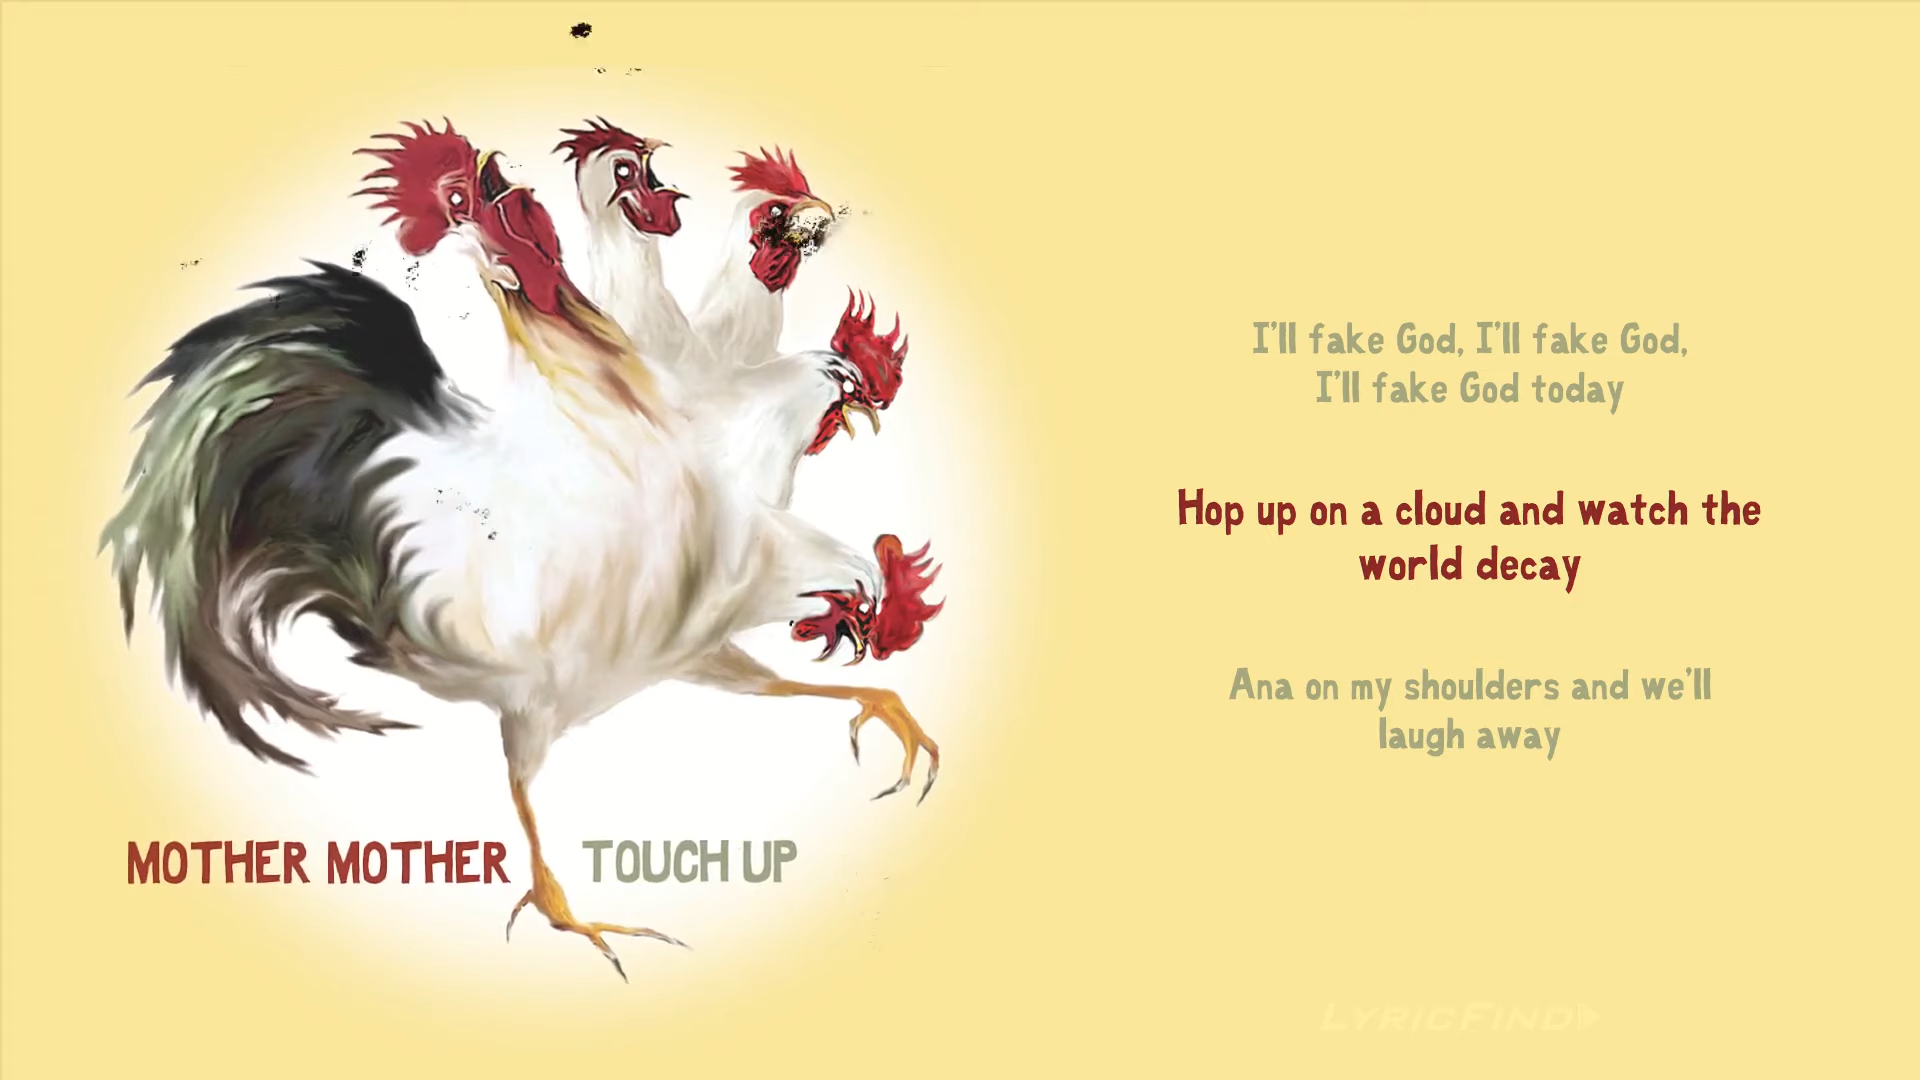 MOTHER MOTHER TOUCH UP
I'll fake God, I'll fake God,
I'll fake God today
Hop up on a cloud and watch the
world decay
Ana on my shoulders and we'll
laugh away
LYRICFIND